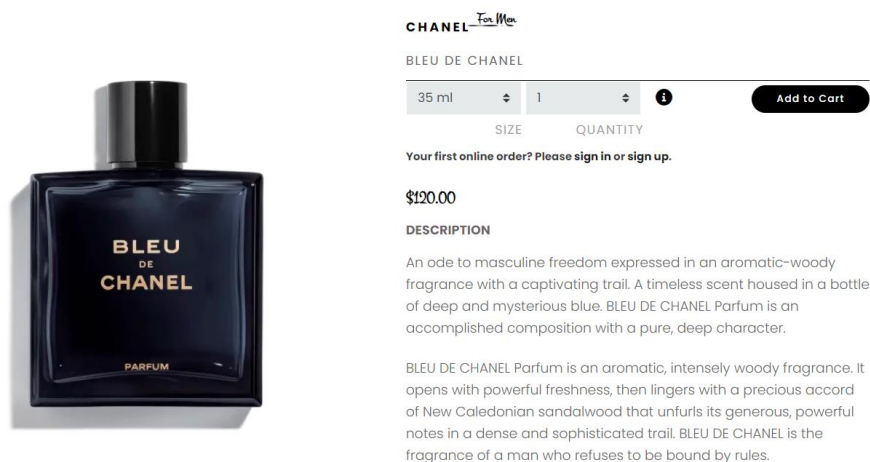 BLEU
DE
CHANEL
PARFUM
CHANEL For Men
BLEU DE CHANEL
35 ml
1
i
Add to Cart
SIZE
QUANTITY
Your first online order? Please sign in or sign up.
$120.00
DESCRIPTION
An ode to masculine freedom expressed in an aromatic-woody
fragrance with a captivating trail. A timeless scent housed in a bottle
of deep and mysterious blue. BLEU DE CHANEL Parfum is an
accomplished composition with a pure, deep character.
BLEU DE CHANEL Parfum is an aromatic, intensely woody fragrance. It
opens with powerful freshness, then lingers with a precious accord
of New Caledonian sandalwood that unfurls its generous, powerful
notes in a dense and sophisticated trail. BLEU DE CHANEL is the
fragrance of a man who refuses to be bound by rules.